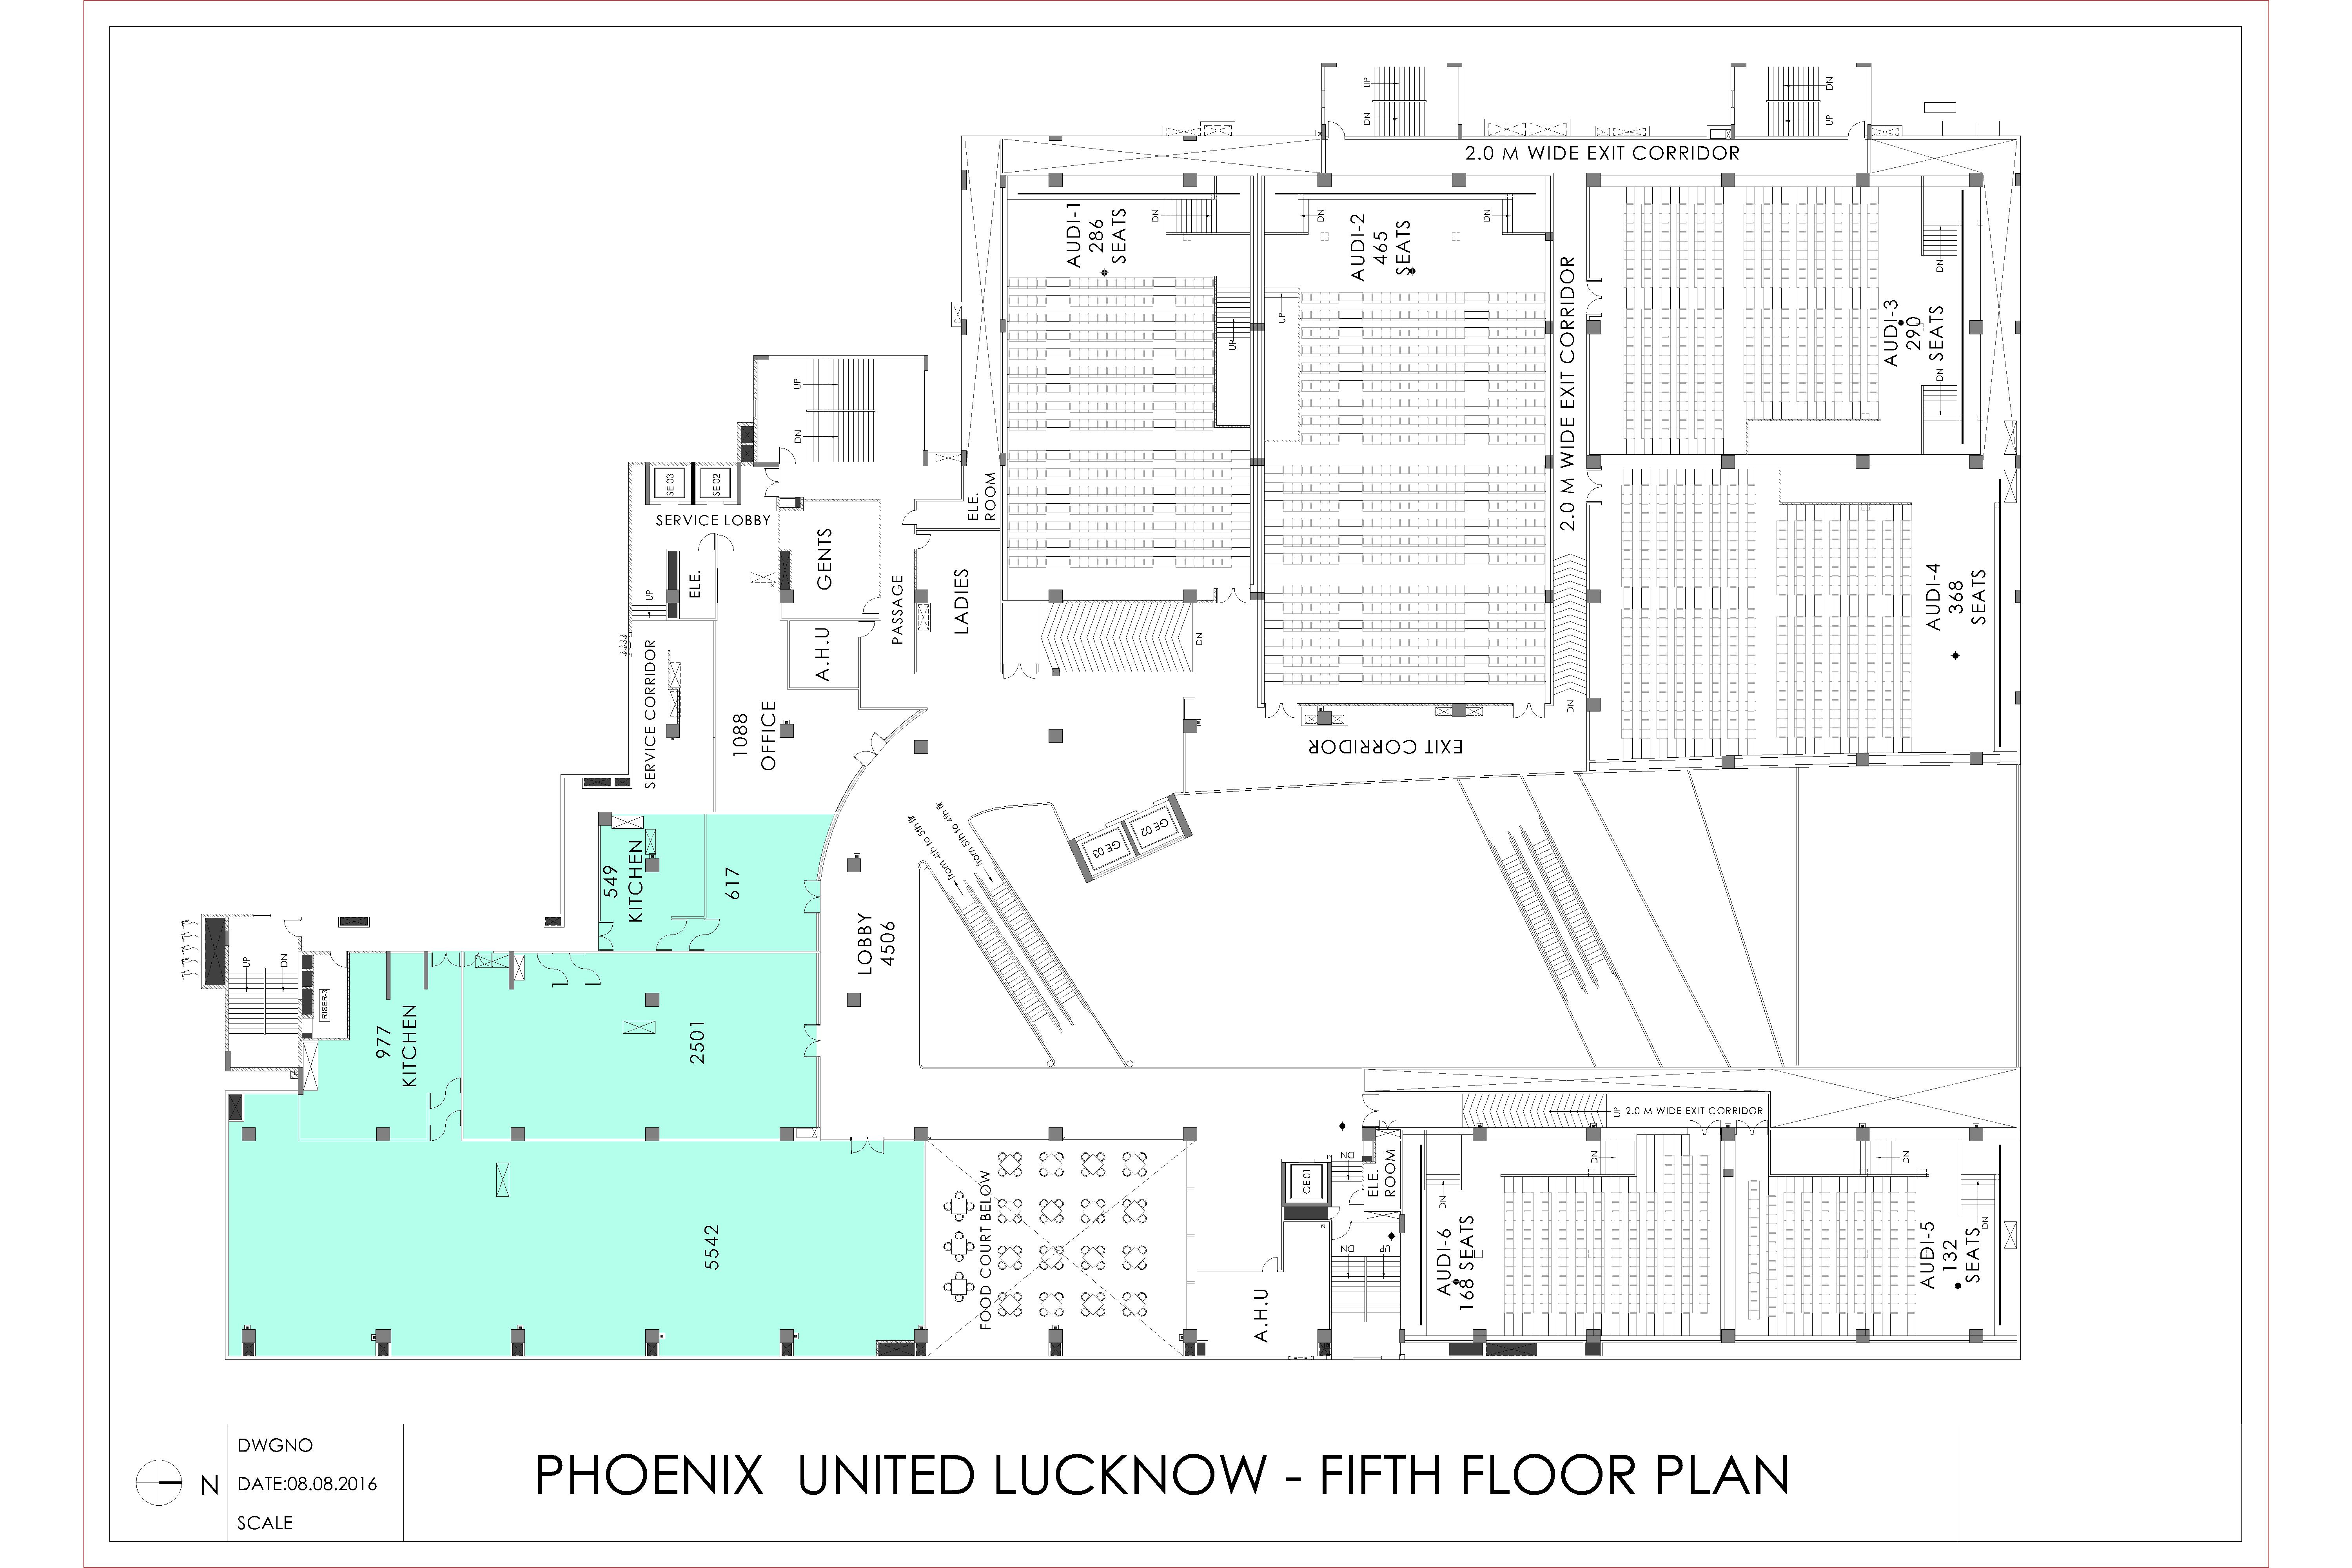 UP
DN
DN
UP
2.0 M WIDE EXIT CORRIDOR
AUDI-1
286
SEATS
DN
UP
AUDI-2
465
SEATS
DN
DN
UP
2.0 M WIDE EXIT CORRIDOR
DN
AUDI-3
290
SEATS
DN
DN
AUDI-4
368
SEATS
UP
DN
SE 03
SE 02
SERVICE LOBBY
ELE.
ROOM
GENTS
ELE.
UP
PASSAGE
LADIES
A.H.U
DN
SERVICE CORRIDOR
1088
OFFICE
EXIT CORRIDOR
from 4th to 5th flr
from 5th to 4th flr
GE 03
GE 02
549
KITCHEN
617
LOBBY
4506
UP
DN
RISER-3
977
KITCHEN
2501
5542
FOOD COURT BELOW
UP
2.0 M WIDE EXIT CORRIDOR
GE 01
DN
ELE.
ROOM
DN
UP
A.H.U
DN
AUDI-6
168 SEATS
DN
DN
AUDI-5
132
SEATS
DN
N
DWGNO
DATE:08.08.2016
SCALE
PHOENIX UNITED LUCKNOW - FIFTH FLOOR PLAN